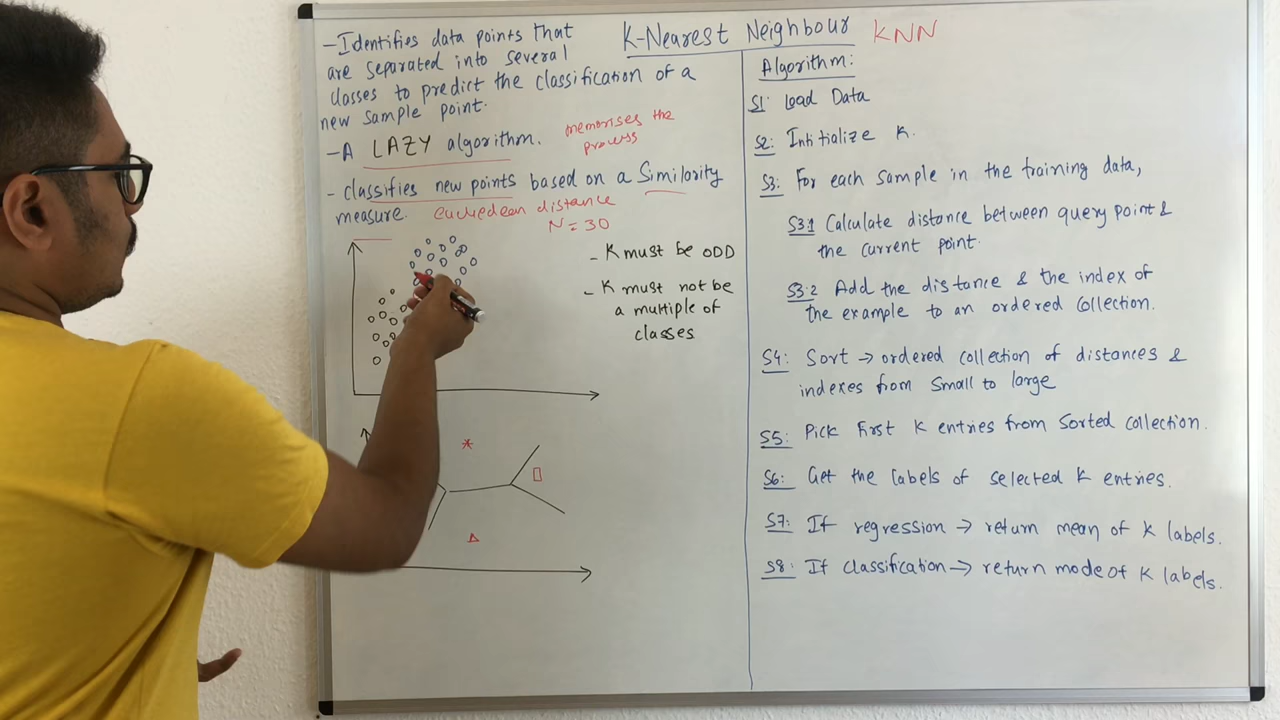 K-Nearest Neighbour KNN
-Identifies data points that
are separated into several
classes to predict the classification of a
new sample point.
-A LAZY algorithm. memorises the
process
- classifies new points based on a Similarity
measure. euclidean distance
N=30
- K must be ODD
- K must not be
a multiple of
classes
Algorithm:
S1: Load Data
S2: Initialize K.
S3: For each sample in the training data,
S3.1 Calculate distance between query point &
the current point.
S3.2 Add the distance & the index of
the example to an ordered collection.
S4: Sort → ordered collection of distances &
indexes from small to large
S5: Pick first K entries from sorted collection.
S6: Get the labels of selected K entries.
S7: If regression → return mean of K labels.
S8: If classification → return mode of K labels.